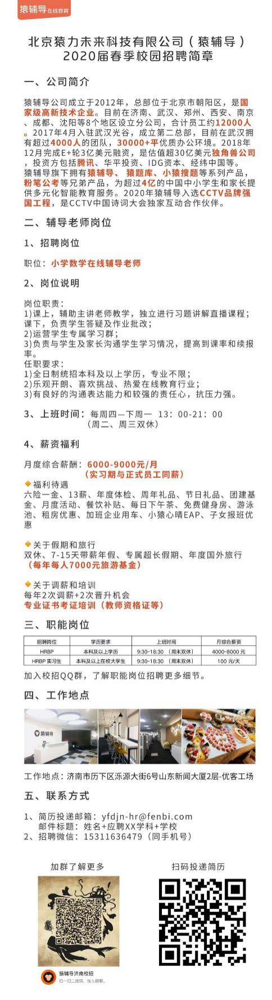 猿辅导在线教育
北京猿力未来科技有限公司（猿辅导）
2020届春季校园招聘简章
一、公司简介
猿辅导公司成立于2012年，总部位于北京市朝阳区，是国
家级高新技术企业。目前在济南、武汉、郑州、西安、南京
、成都、沈阳等8个地区设立分公司，合计员工约12000人
。2017年4月入驻武汉光谷，成立第二总部，目前在武汉拥
有超过4000人的团队，30000+平优质办公环境。2018年
12月完成E+轮3亿美元融资，是估值超30亿美元独角兽公司
，投资方包括腾讯、华平投资、IDG资本、经纬中国等。
猿辅导旗下拥有猿辅导、 猿题库、小猿搜题等系列产品，
粉笔公考等兄弟产品，为超过4亿的中国中小学生和家长提
供多元化智能教育服务。2020年猿辅导入选CCTV品牌强
国工程，是CCTV中国诗词大会独家互动合作伙伴。
二、辅导老师岗位
1、招聘岗位
职位：小学数学在线辅导老师
2、岗位说明
岗位职责：
1)课上，辅助主讲老师教学，独立进行习题讲解直播课程；
课下，负责学生答疑及作业批改；
2)运营学生专属学习群；
3)负责与学生及家长沟通学生学习情况，提高到课率和续报
率。
任职要求：
1)全日制统招本科及以上学历，专业不限；
2)乐观开朗、喜欢挑战、热爱在线教育行业；
3)有良好的沟通表达能力和较强的责任心，抗压力强。
3、上班时间：每周四—下周一 13：00-21：00
（周二、周三双休）
4、薪资福利
月度综合薪酬：6000-9000元/月
（实习期与正式员工同薪）
福利待遇
六险一金、13薪、年度体检、周年礼品、节日礼品、团建基
金、月度活动、餐饮补贴、每日下午茶、免费健身房、游泳
池、租房优惠、加班企业用车、小猿心晴EAP、子女报班优
惠
关于假期和旅行
双休、7-15天带薪年假、专属超长假期、年度国外旅行
（每年每人7000元旅游基金）
关于调薪和培训
每年2次调薪+2次晋升机会
专业证书考证培训（教师资格证等）
三、职能岗位
招聘岗位 学历要求 上班时间 月综合薪资
HRBP 本科及以上学历 9:30-18:30 （周末双休） 4000-8000 元
HRBP 实习生 本科及以上在校大学生 9:30-18:30 （周末双休） 100 元/天
加入校招QQ群，了解职能岗位招聘更多细节。
四、工作地点
猿辅导
工作地点：济南市历下区泺源大街6号山东新闻大厦2层-优客工场
五、联系方式
1、简历投递邮箱：yfdjn-hr@fenbi.com
邮件标题：姓名+应聘XX学科+学校
2、招聘微信：15311636479（同手机号）
加群了解更多 扫码投递简历
猿辅导济南校招
扫一扫二维码，加入群聊。